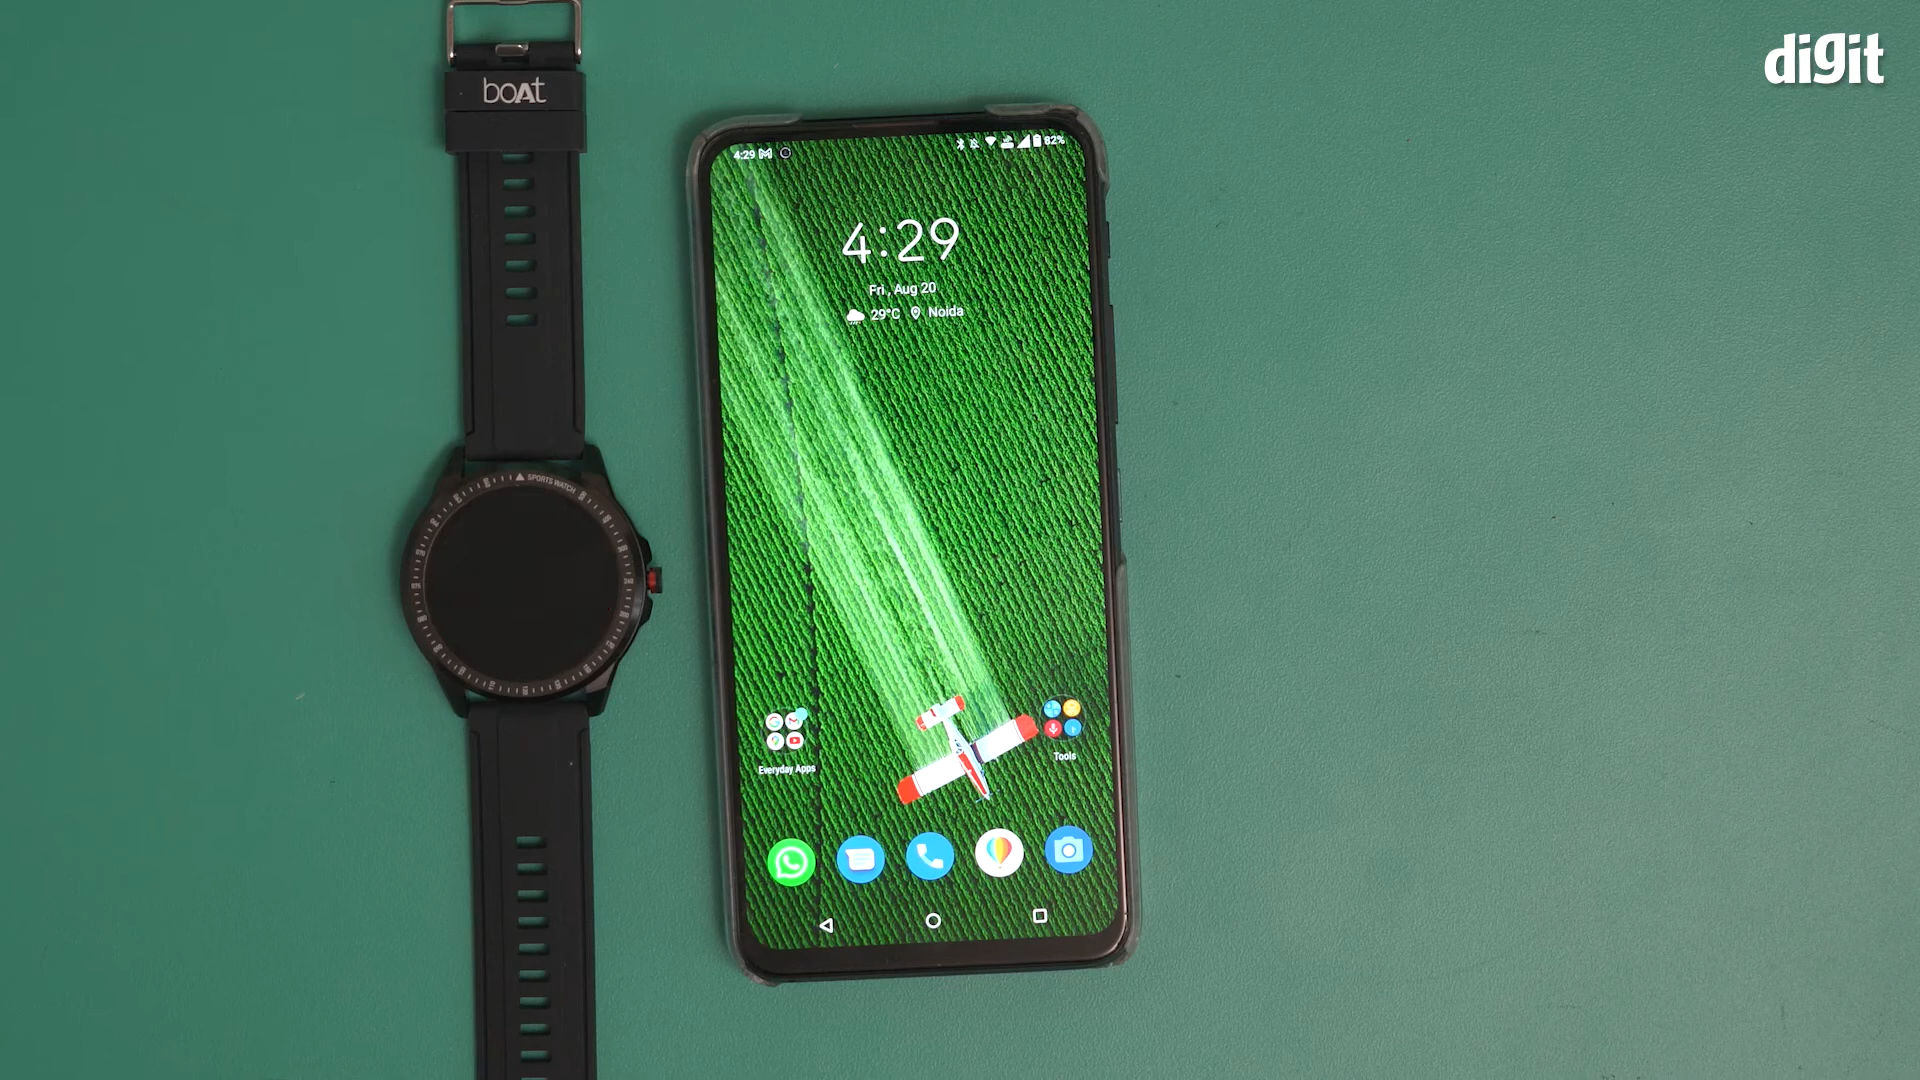 digit
boAt
4:29
82%
4:29
Fri, Aug 20
29°C Noida
SPORTS WATCH
Everyday Apps
Tools